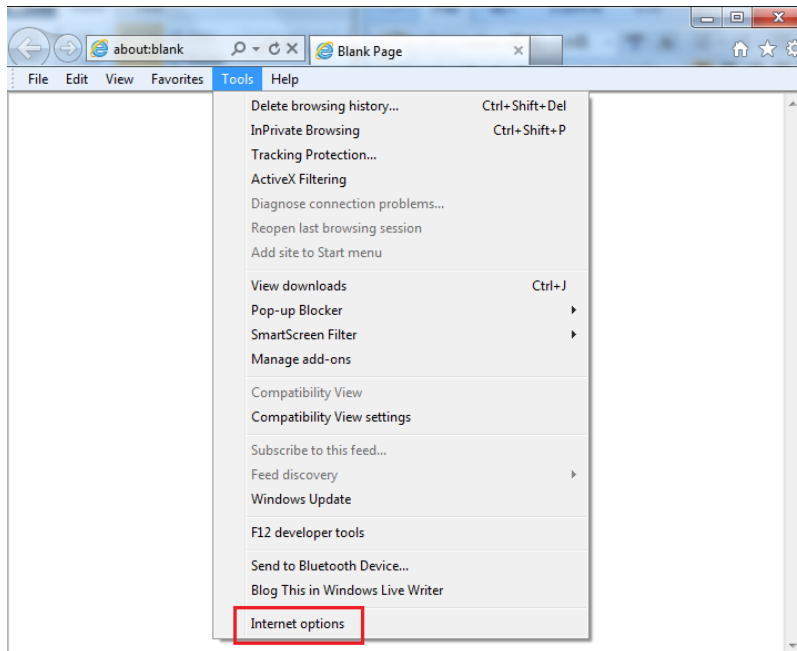 about:blank
Blank Page
File Edit View Favorites Tools Help
Delete browsing history... Ctrl+Shift+Del
InPrivate Browsing Ctrl+Shift+P
Tracking Protection...
ActiveX Filtering
Diagnose connection problems...
Reopen last browsing session
Add site to Start menu
View downloads Ctrl+J
Pop-up Blocker
SmartScreen Filter
Manage add-ons
Compatibility View
Compatibility View settings
Subscribe to this feed...
Feed discovery
Windows Update
F12 developer tools
Send to Bluetooth Device...
Blog This in Windows Live Writer
Internet options